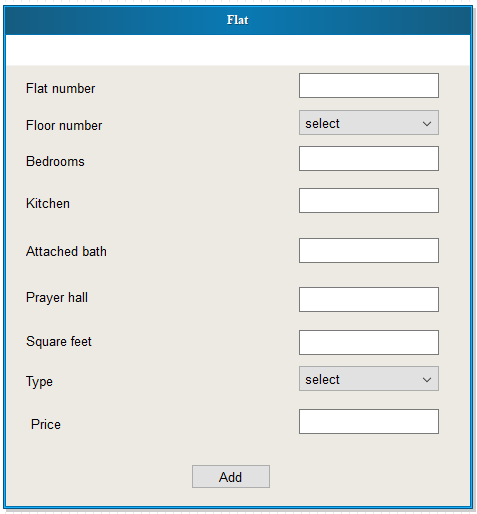 Flat
Flat number
Floor number select
Bedrooms
Kitchen
Attached bath
Prayer hall
Square feet
Type select
Price
Add